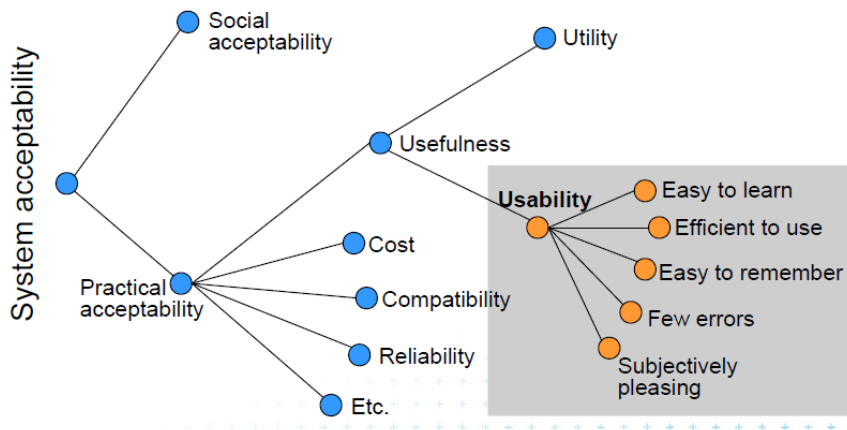 System acceptability
Social
acceptability
Practical
acceptability
Usefulness
Utility
Usability
Easy to learn
Efficient to use
Easy to remember
Few errors
Subjectively
pleasing
Cost
Compatibility
Reliability
Etc.